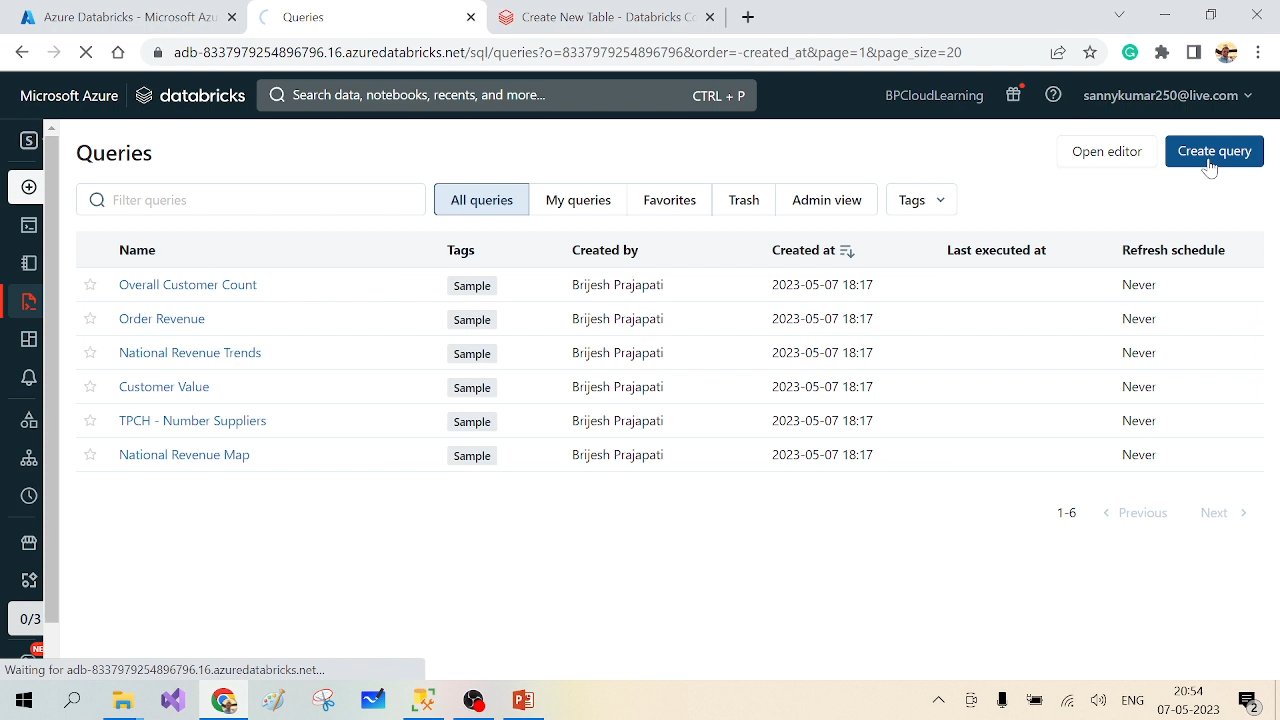 Azure Databricks - Microsoft Azu
Queries
Create New Table - Databricks Co
adb-8337979254896796.16.azuredatabricks.net/sql/queries?o=8337979254896796&order=-created_at&page=1&page_size=20
Microsoft Azure
databricks
Search data, notebooks, recents, and more...
CTRL + P
BPCloudLearning
sannykumar250@live.com
S
Queries
Open editor
Create query
Filter queries
All queries
My queries
Favorites
Trash
Admin view
Tags
Name Tags Created by Created at Last executed at Refresh schedule
Overall Customer Count Sample Brijesh Prajapati 2023-05-07 18:17 Never
Order Revenue Sample Brijesh Prajapati 2023-05-07 18:17 Never
National Revenue Trends Sample Brijesh Prajapati 2023-05-07 18:17 Never
Customer Value Sample Brijesh Prajapati 2023-05-07 18:17 Never
TPCH - Number Suppliers Sample Brijesh Prajapati 2023-05-07 18:17 Never
National Revenue Map Sample Brijesh Prajapati 2023-05-07 18:17 Never
1-6
Previous
Next
0/3
NE
Waiting for adb-8337979254896796.16.azuredatabricks.net...
ENG
20:54
07-05-2023
2